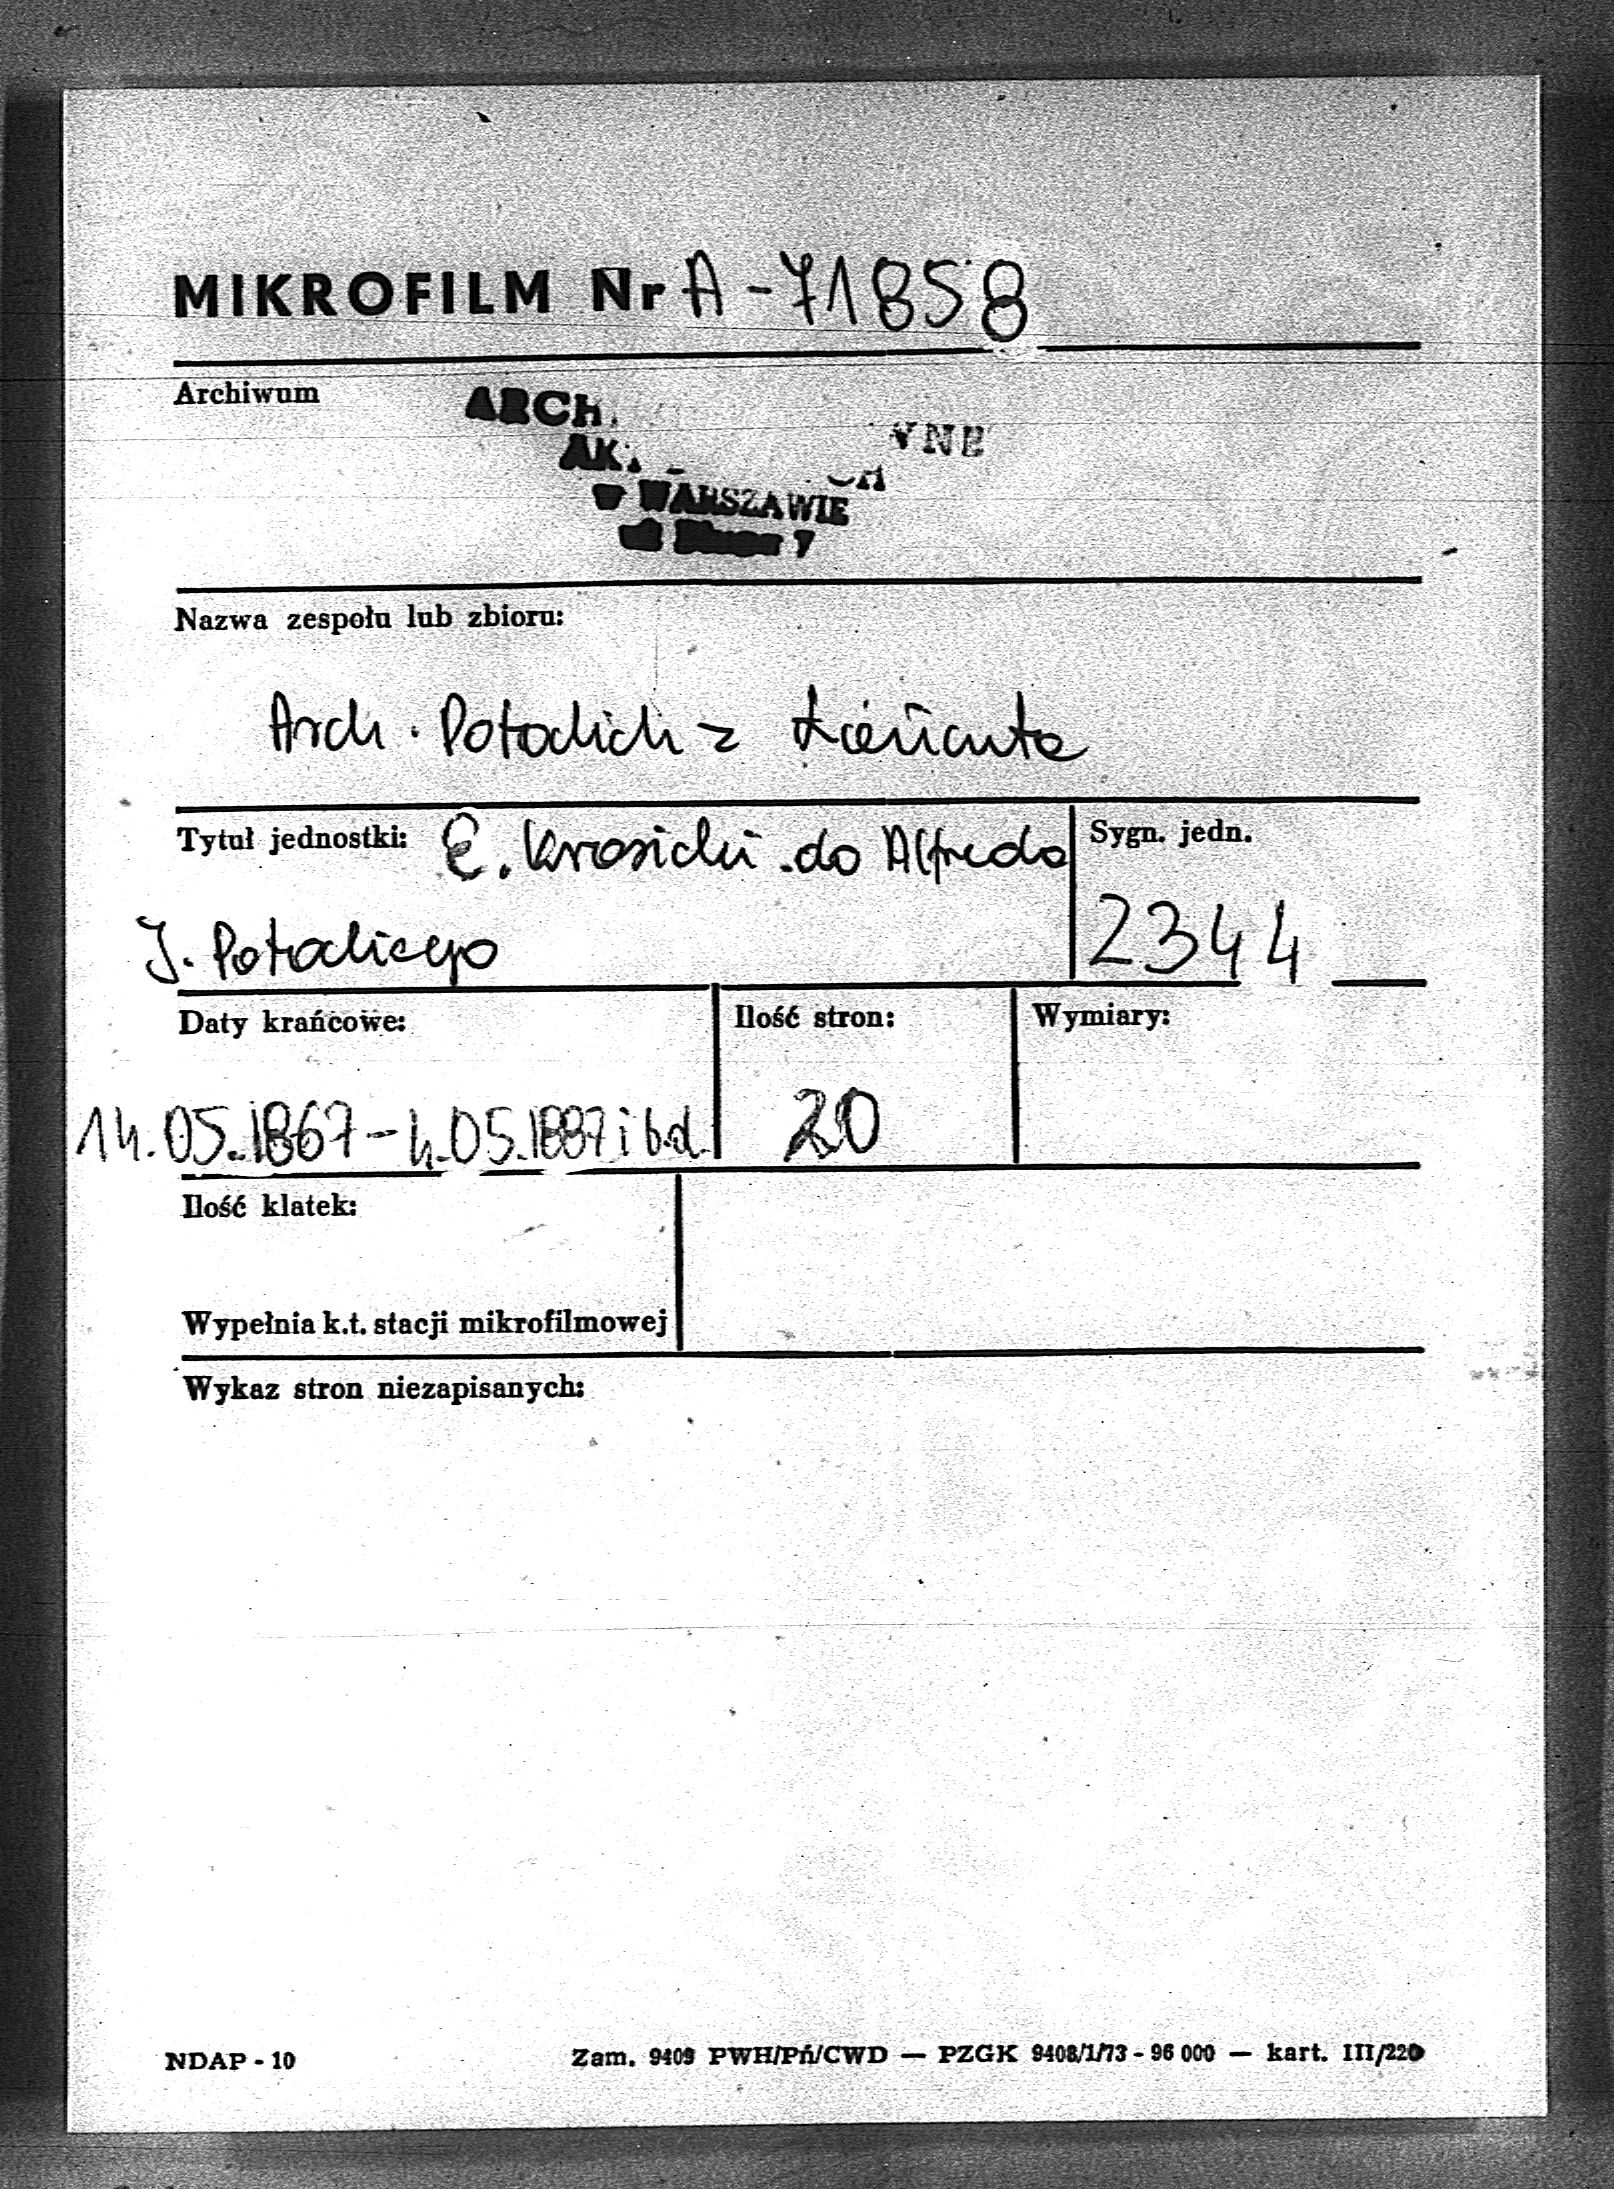 MIKROFILM Nr A-71858
Archiwum
ARCH.
YNE
AK
w WARSZAWIE
7
Nazwa zespołu lub zbioru:
Arch. Potockich z Łańcuta
Tytuł jednostki: E. Krosicki do Alfreda
J. Potockiego
Sygn. jedn.
2344
Daty krańcowe:
14.05.1867-4.05.1887 i b.d.
Ilość stron:
20
Wymiary:
Ilość klatek:
Wypełnia k.t. stacji mikrofilmowej
Wykaz stron niezapisanych:
NDAP - 10
Zam. 9409 PWH/Pń/CWD — PZGK 9408/1/73 - 96 000 — kart. III/220